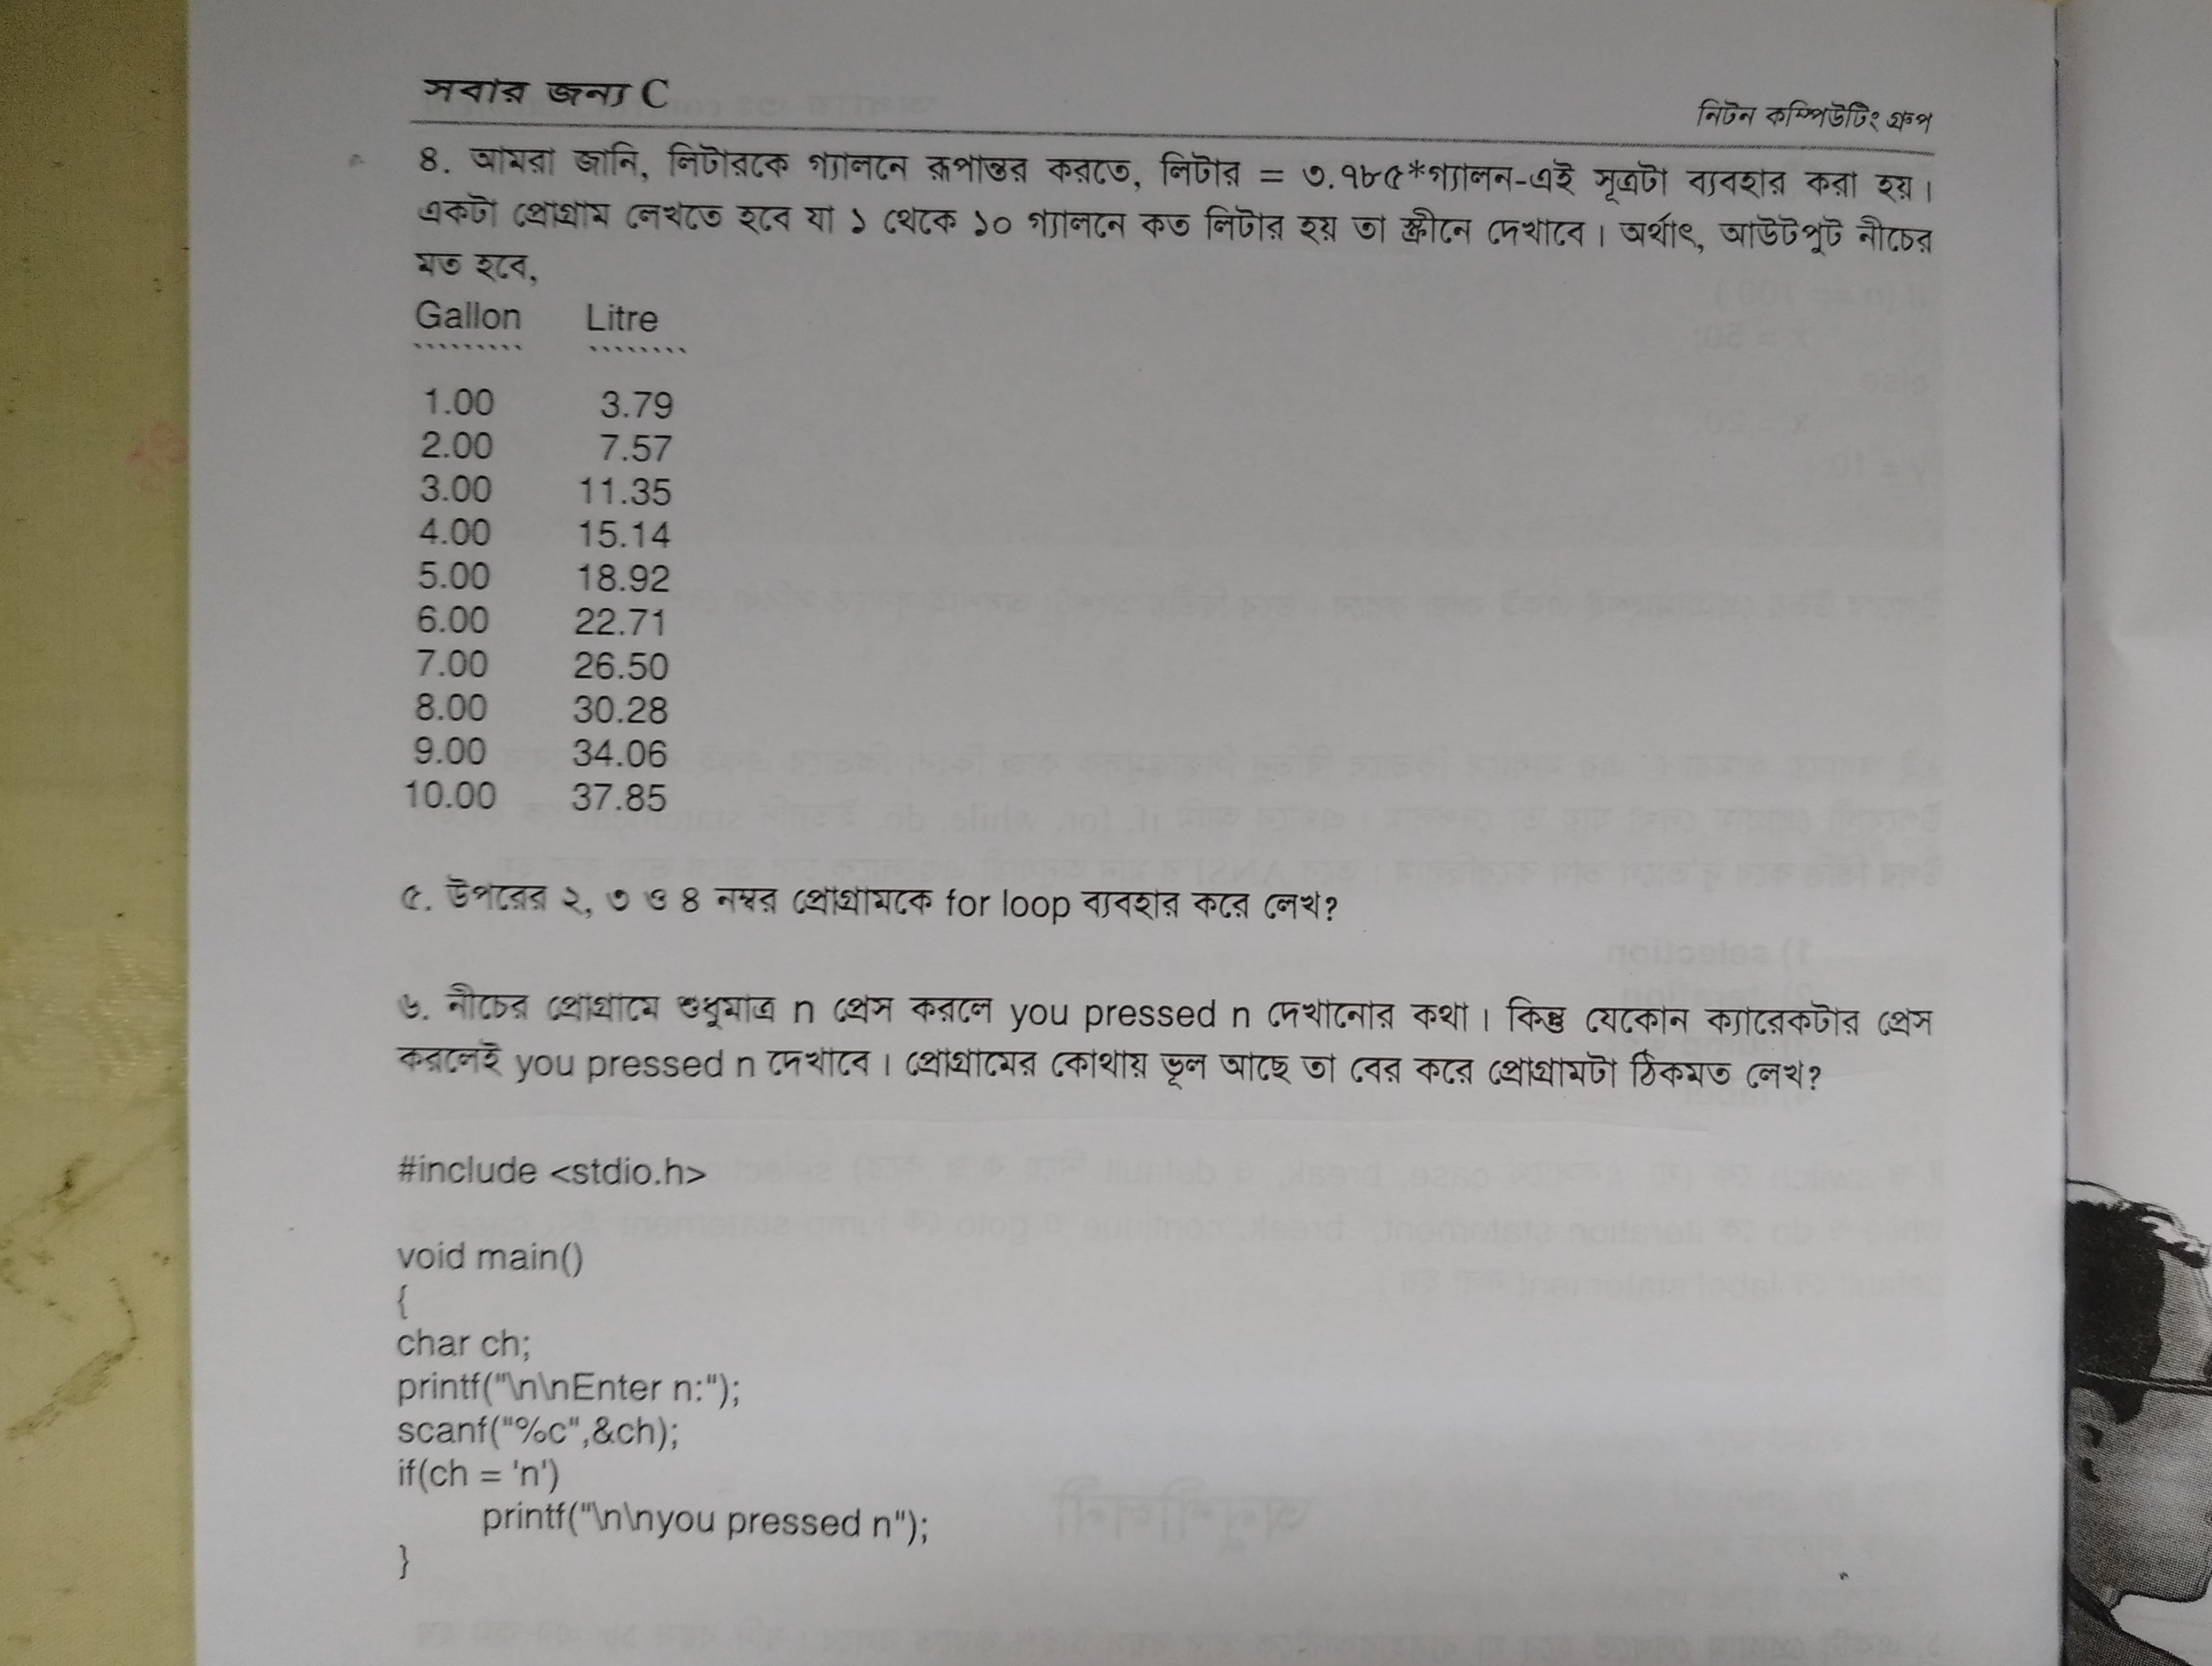 সবার জন্য C
নিটন কম্পিউটিং গ্রুপ
৪. আমরা জানি, লিটারকে গ্যালনে রূপান্তর করতে, লিটার = ৩.৭৮৫*গ্যালন-এই সূত্রটা ব্যবহার করা হয়।
একটা প্রোগ্রাম লেখতে হবে যা ১ থেকে ১০ গ্যালনে কত লিটার হয় তা স্ক্রীনে দেখাবে। অর্থাৎ, আউটপুট নীচের
মত হবে,
Gallon Litre
1.00 3.79
2.00 7.57
3.00 11.35
4.00 15.14
5.00 18.92
6.00 22.71
7.00 26.50
8.00 30.28
9.00 34.06
10.00 37.85
৫. উপরের ২, ৩ ও ৪ নম্বর প্রোগ্রামকে for loop ব্যবহার করে লেখ?
৬. নীচের প্রোগ্রামে শুধুমাত্র n প্রেস করলে you pressed n দেখানোর কথা। কিন্তু যেকোন ক্যারেকটার প্রেস
করলেই you pressed n দেখাবে। প্রোগ্রামের কোথায় ভূল আছে তা বের করে প্রোগ্রামটা ঠিকমত লেখ?
#include <stdio.h>
void main()
{
char ch;
printf("\n\nEnter n:");
scanf("%c",&ch);
if(ch = 'n')
printf("\n\nyou pressed n");
}